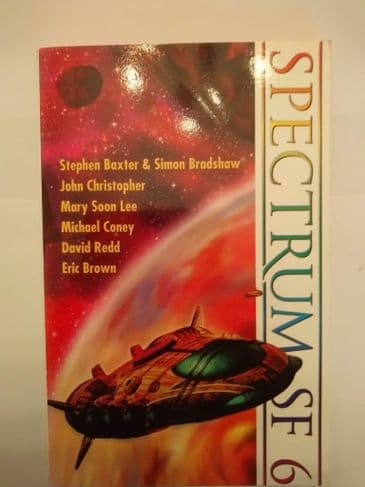 Stephen Baxter & Simon Bradshaw
John Christopher
Mary Soon Lee
Michael Coney
David Redd
Eric Brown
SPECTRUM SF 6